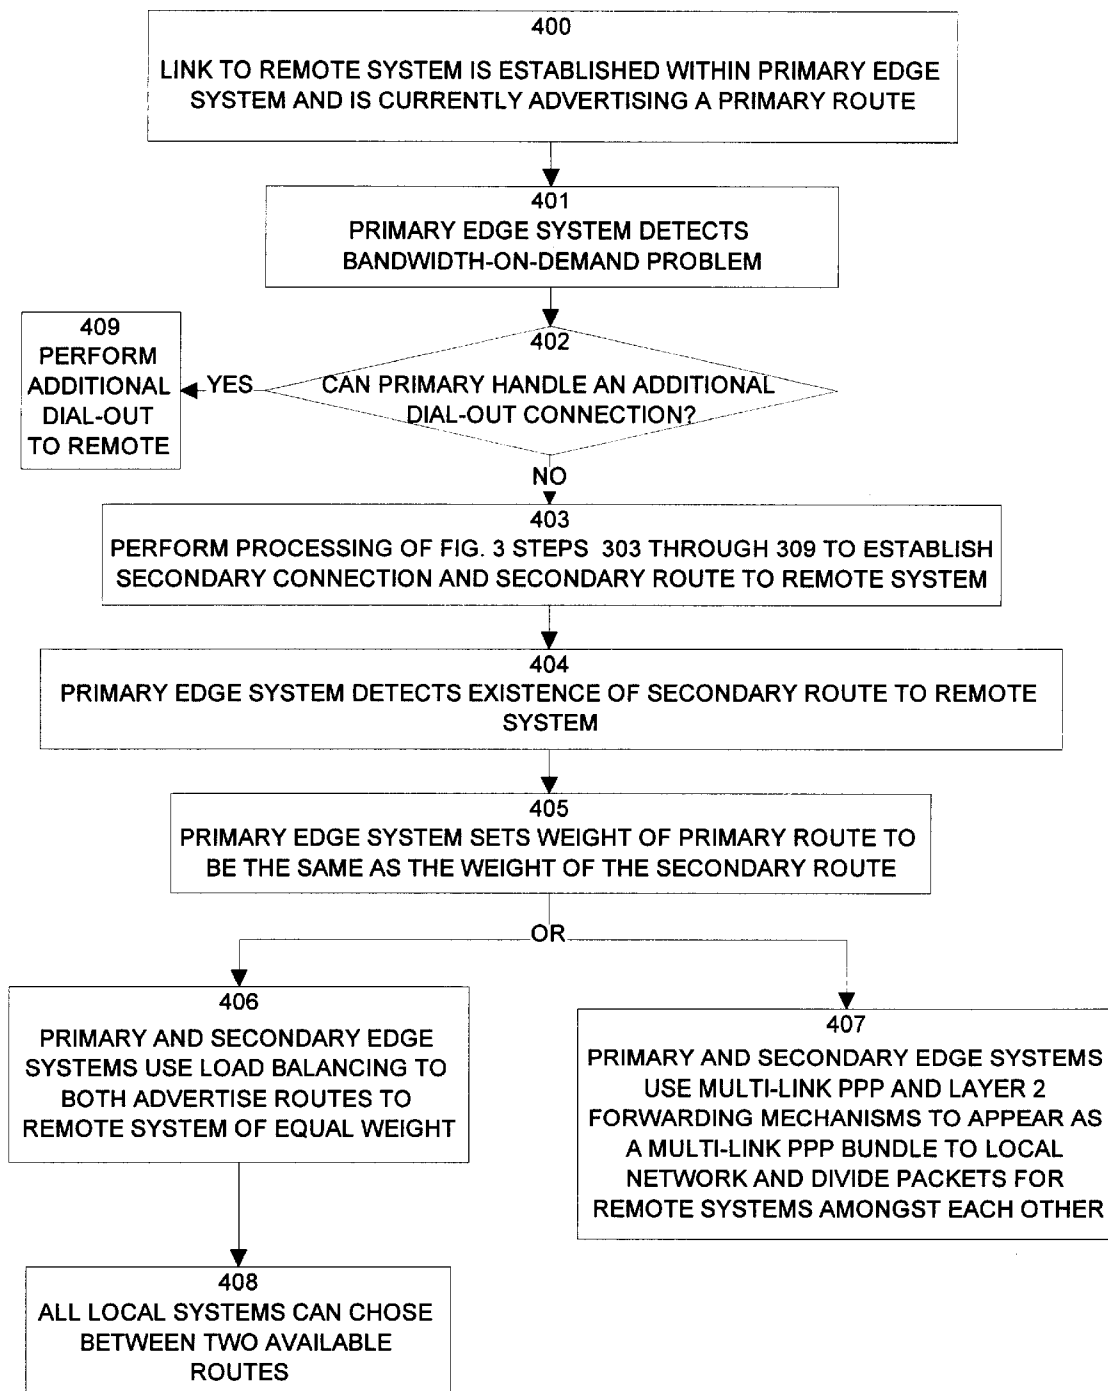 400
LINK TO REMOTE SYSTEM IS ESTABLISHED WITHIN PRIMARY EDGE
SYSTEM AND IS CURRENTLY ADVERTISING A PRIMARY ROUTE
401
PRIMARY EDGE SYSTEM DETECTS
BANDWIDTH-ON-DEMAND PROBLEM
402
CAN PRIMARY HANDLE AN ADDITIONAL
DIAL-OUT CONNECTION?
YES
409
PERFORM
ADDITIONAL
DIAL-OUT
TO REMOTE
NO
403
PERFORM PROCESSING OF FIG. 3 STEPS 303 THROUGH 309 TO ESTABLISH
SECONDARY CONNECTION AND SECONDARY ROUTE TO REMOTE SYSTEM
404
PRIMARY EDGE SYSTEM DETECTS EXISTENCE OF SECONDARY ROUTE TO REMOTE
SYSTEM
405
PRIMARY EDGE SYSTEM SETS WEIGHT OF PRIMARY ROUTE TO
BE THE SAME AS THE WEIGHT OF THE SECONDARY ROUTE
OR
406
PRIMARY AND SECONDARY EDGE
SYSTEMS USE LOAD BALANCING TO
BOTH ADVERTISE ROUTES TO
REMOTE SYSTEM OF EQUAL WEIGHT
407
PRIMARY AND SECONDARY EDGE SYSTEMS
USE MULTI-LINK PPP AND LAYER 2
FORWARDING MECHANISMS TO APPEAR AS
A MULTI-LINK PPP BUNDLE TO LOCAL
NETWORK AND DIVIDE PACKETS FOR
REMOTE SYSTEMS AMONGST EACH OTHER
408
ALL LOCAL SYSTEMS CAN CHOSE
BETWEEN TWO AVAILABLE
ROUTES